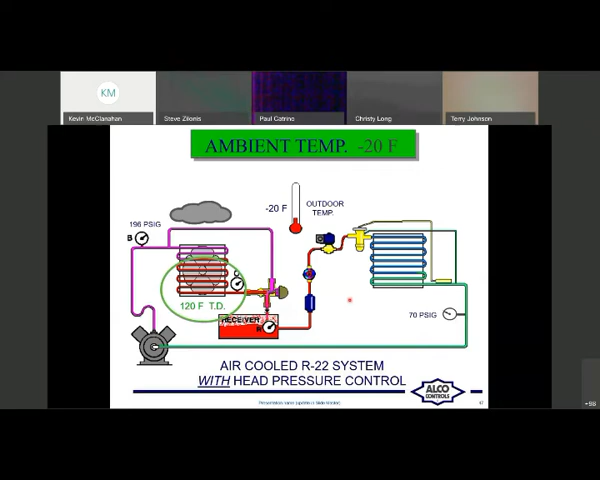 KM
Kevin McClanahan
Steve Zilonis
Paul Catrino
Christy Long
Terry Johnson
AMBIENT TEMP. -20 F
-20 F
OUTDOOR
TEMP.
196 PSIG
B
C
120 F T.D.
RECEIVER
70 PSIG
AIR COOLED R-22 SYSTEM
WITH HEAD PRESSURE CONTROL
ALCO
CONTROLS